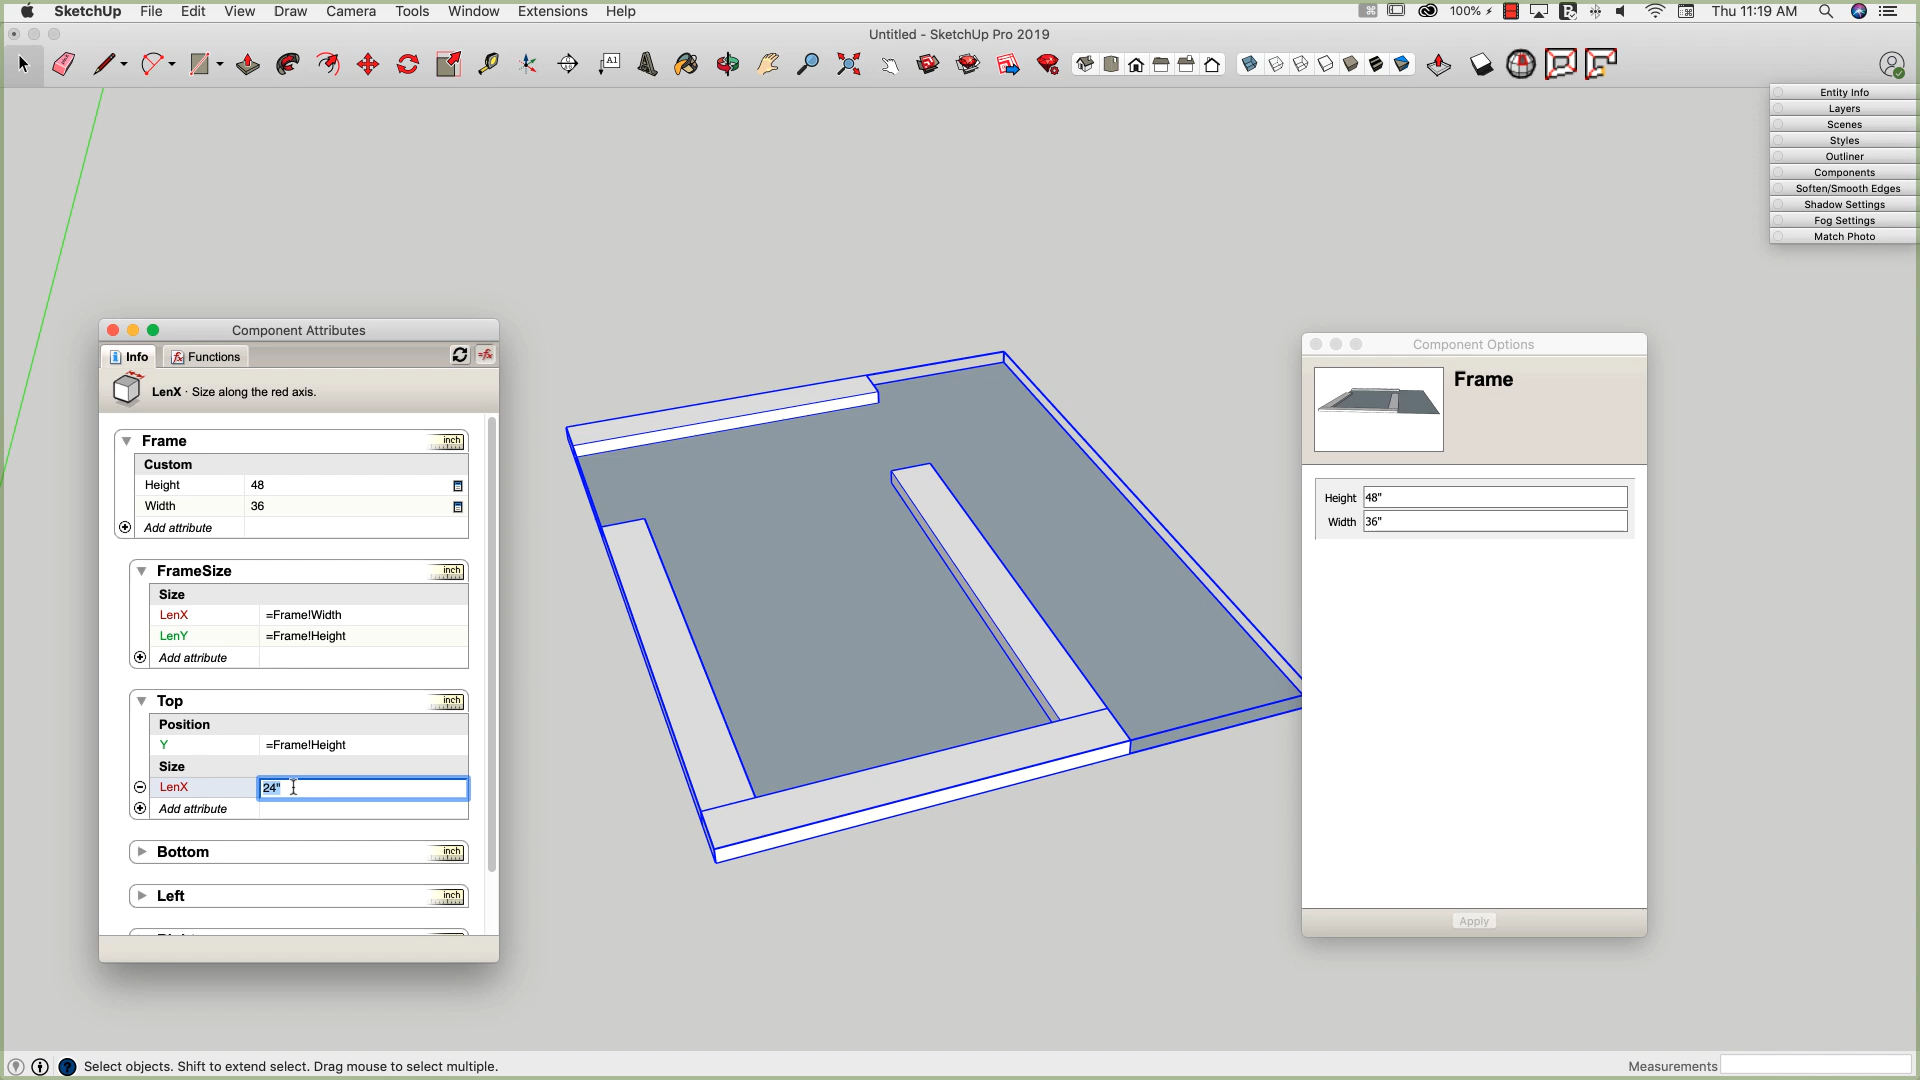 SketchUp File Edit View Draw Camera Tools Window Extensions Help 100% Thu 11:19 AM
Untitled - SketchUp Pro 2019
A1
Entity Info
Layers
Scenes
Styles
Outliner
Components
Soften/Smooth Edges
Shadow Settings
Fog Settings
Match Photo
Component Attributes
Info Functions =fx
LenX · Size along the red axis.
Frame inch
Custom
Height 48
Width 36
Add attribute
FrameSize inch
Size
LenX =Frame!Width
LenY =Frame!Height
Add attribute
Top inch
Position
Y =Frame!Height
Size
LenX 24"
Add attribute
Bottom inch
Left inch
Component Options
Frame
Height 48"
Width 36"
Apply
Select objects. Shift to extend select. Drag mouse to select multiple.
Measurements